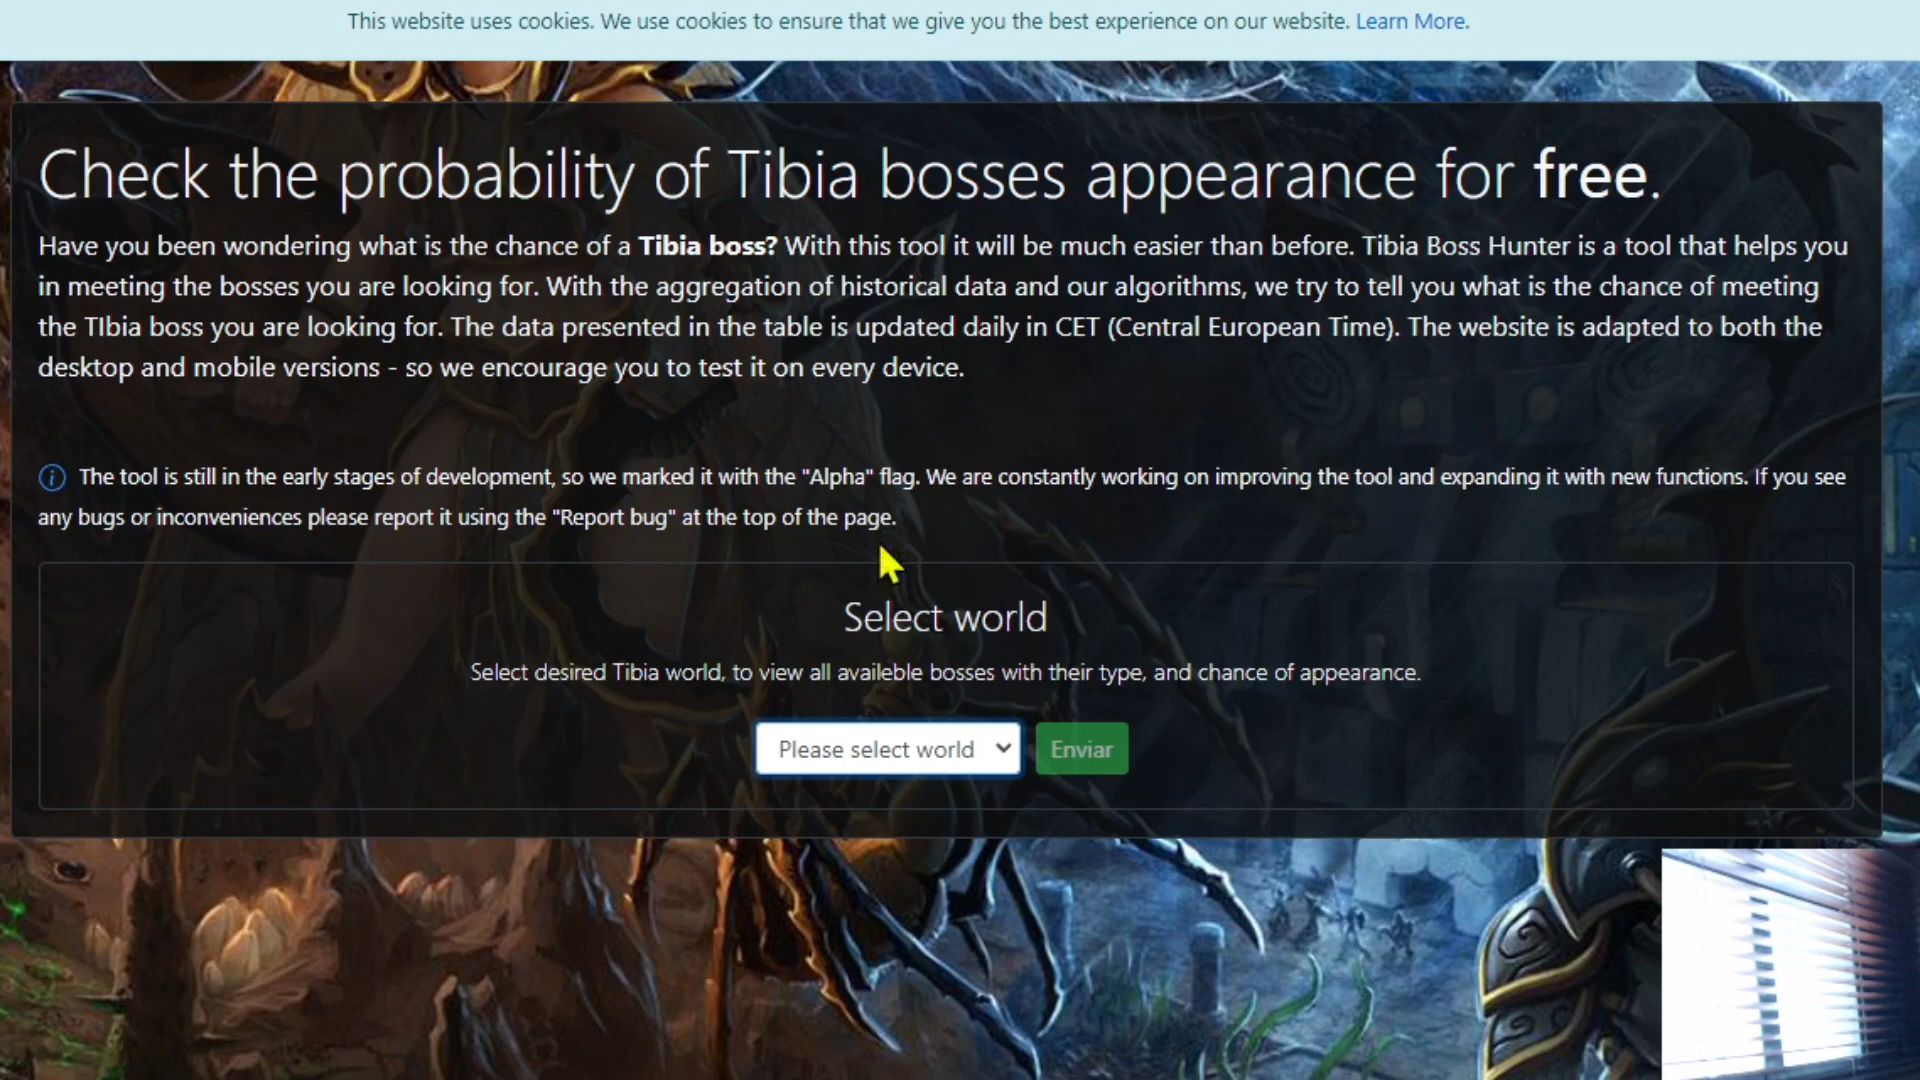 This website uses cookies. We use cookies to ensure that we give you the best experience on our website. Learn More.
Check the probability of Tibia bosses appearance for free.
Have you been wondering what is the chance of a Tibia boss? With this tool it will be much easier than before. Tibia Boss Hunter is a tool that helps you
in meeting the bosses you are looking for. With the aggregation of historical data and our algorithms, we try to tell you what is the chance of meeting
the TIbia boss you are looking for. The data presented in the table is updated daily in CET (Central European Time). The website is adapted to both the
desktop and mobile versions - so we encourage you to test it on every device.
The tool is still in the early stages of development, so we marked it with the "Alpha" flag. We are constantly working on improving the tool and expanding it with new functions. If you see
any bugs or inconveniences please report it using the "Report bug" at the top of the page.
Select world
Select desired Tibia world, to view all availeble bosses with their type, and chance of appearance.
Please select world
Enviar